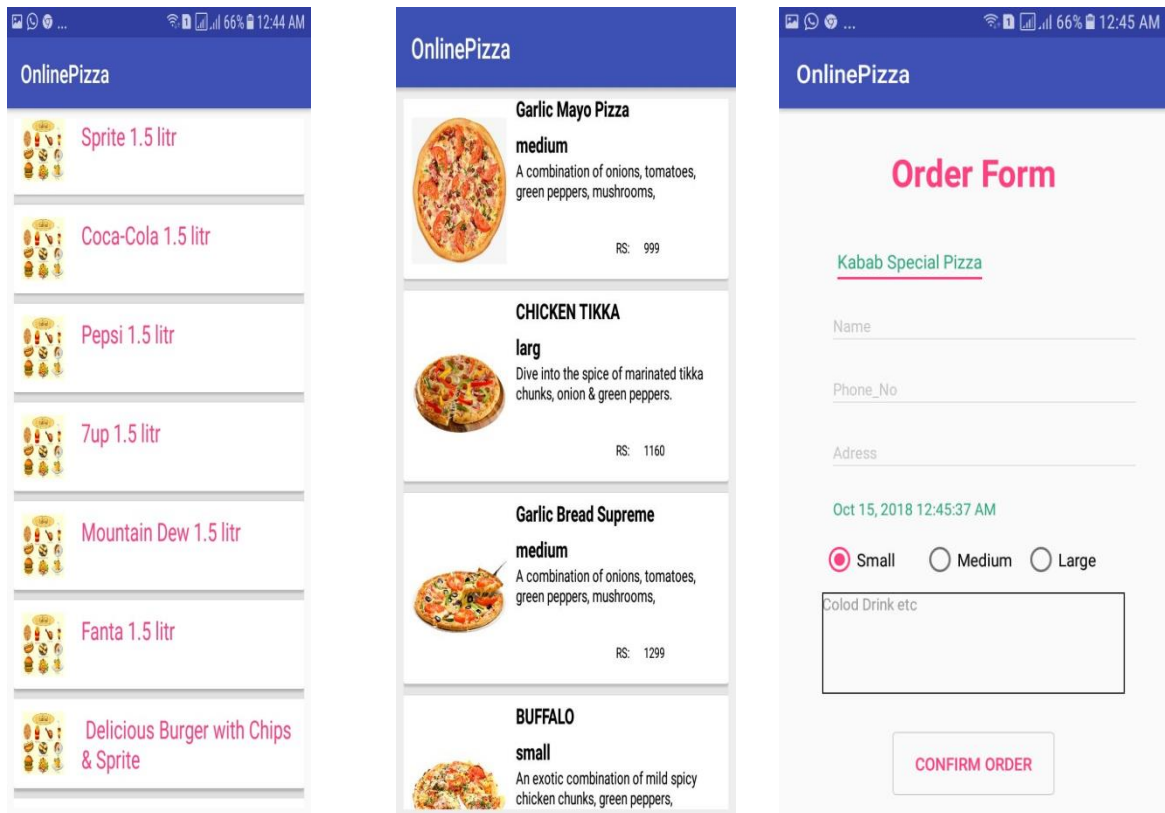 ... 66% 12:44 AM
OnlinePizza
Sprite 1.5 litr
Coca-Cola 1.5 litr
Pepsi 1.5 litr
7up 1.5 litr
Mountain Dew 1.5 litr
Fanta 1.5 litr
Delicious Burger with Chips
& Sprite
OnlinePizza
Garlic Mayo Pizza
medium
A combination of onions, tomatoes,
green peppers, mushrooms,
RS: 999
CHICKEN TIKKA
larg
Dive into the spice of marinated tikka
chunks, onion & green peppers.
RS: 1160
Garlic Bread Supreme
medium
A combination of onions, tomatoes,
green peppers, mushrooms,
RS: 1299
BUFFALO
small
An exotic combination of mild spicy
chicken chunks, green peppers,
... 1 66% 12:45 AM
OnlinePizza
Order Form
Kabab Special Pizza
Name
Phone_No
Adress
Oct 15, 2018 12:45:37 AM
Small Medium Large
Colod Drink etc
CONFIRM ORDER